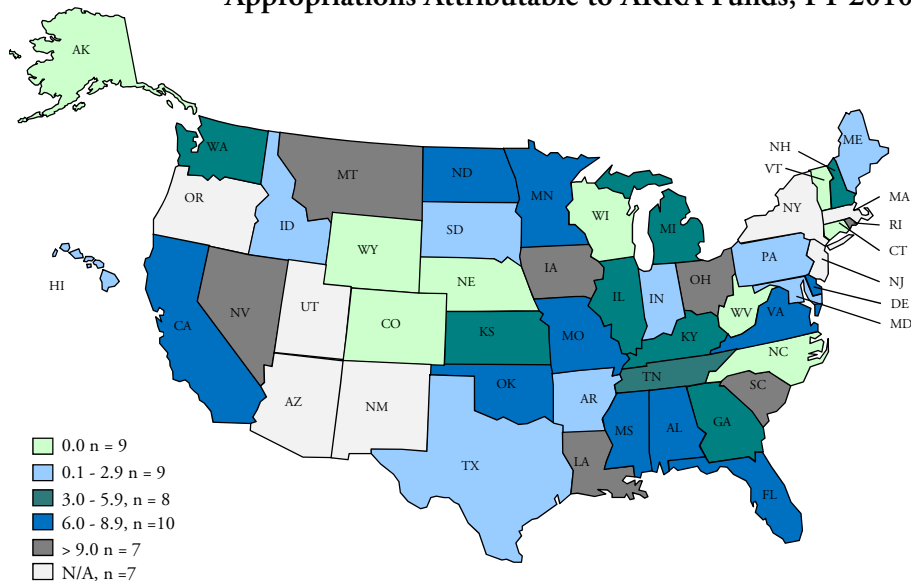 Appropriations Attributable to ARRA Funds, FY 2010
AK
WA
MT
ND
MN
NH
VT
ME
MA
RI
CT
NJ
DE
MD
OR
ID
WY
SD
WI
MI
NY
PA
HI
CA
NV
UT
CO
NE
KS
IA
IL
IN
OH
WV
VA
KY
MO
NC
TN
SC
AZ
NM
OK
AR
TX
LA
MS
AL
GA
FL
0.0 n = 9
0.1 - 2.9 n = 9
3.0 - 5.9, n = 8
6.0 - 8.9, n =10
> 9.0 n = 7
N/A, n =7